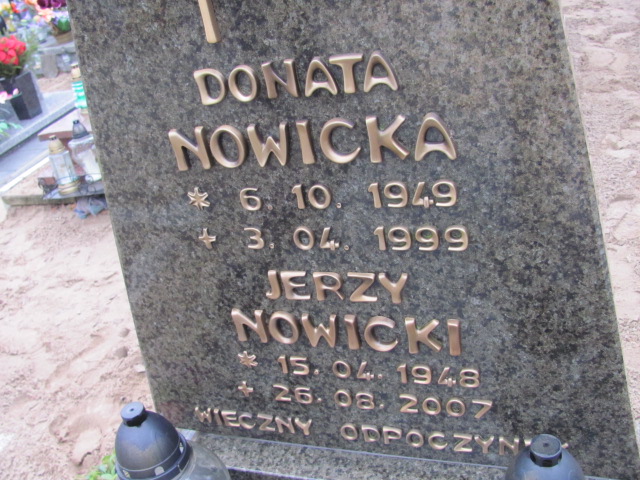 DONATA
NOWICKA
* 6. 10. 1949
+ 3. 04. 1999
JERZY
NOWICKI
* 15. 04. 1948
+ 26. 08. 2007
WIECZNY